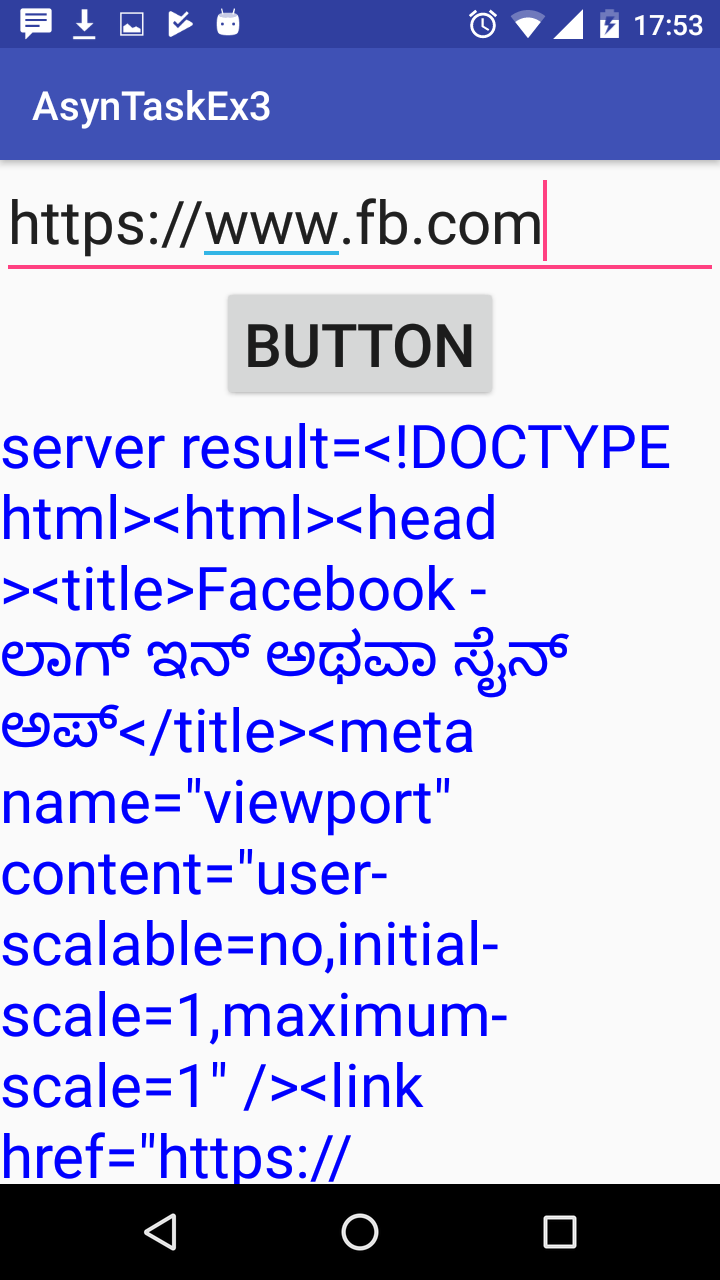 17:53
AsynTaskEx3
https://www.fb.com
BUTTON
server result=<!DOCTYPE
html><html><head
><title>Facebook -
ಲಾಗ್ ಇನ್ ಅಥವಾ ಸೈನ್
ಅಪ್</title><meta
name="viewport"
content="user-
scalable=no,initial-
scale=1,maximum-
scale=1" /><link
href="https://